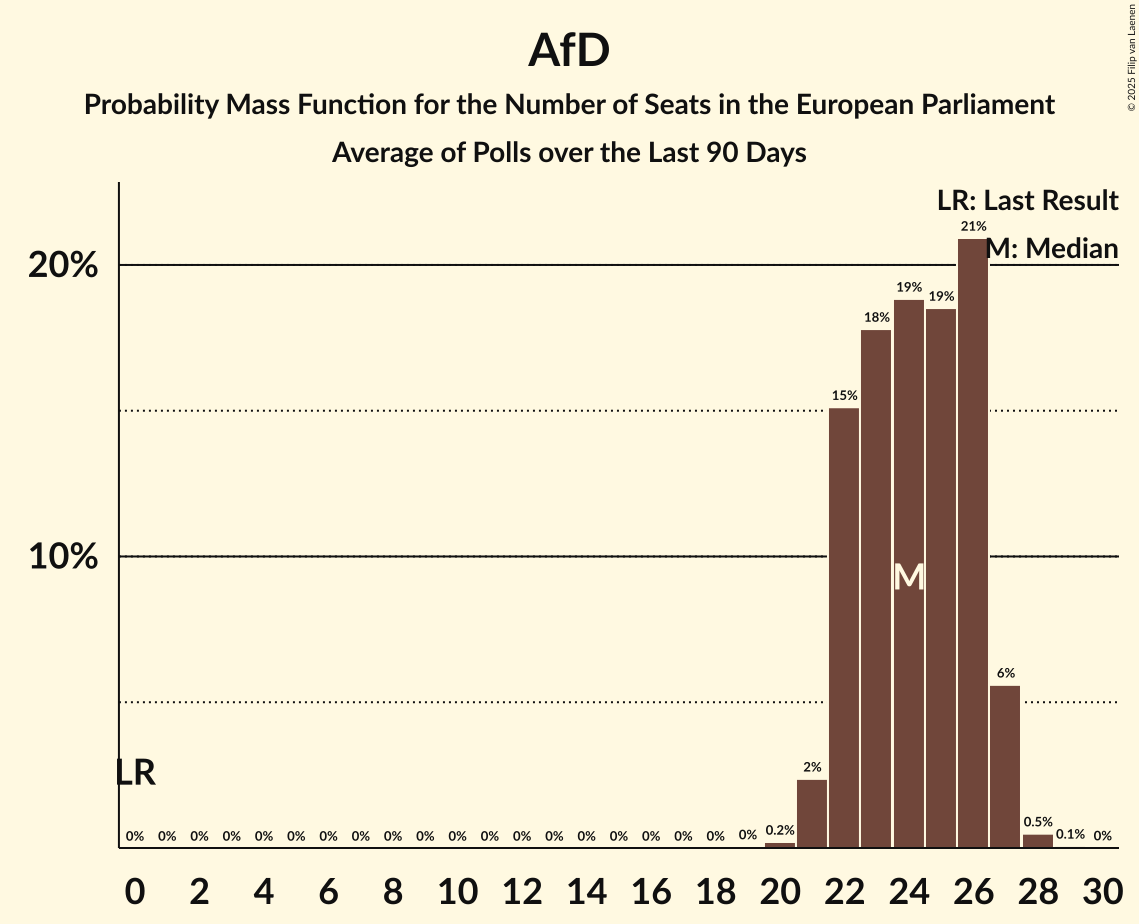 AfD
Probability Mass Function for the Number of Seats in the European Parliament
Average of Polls over the Last 90 Days
© 2025 Filip van Laenen
LR: Last Result
M: Median
20%
10%
LR
M
0% 0% 0% 0% 0% 0% 0% 0% 0% 0% 0% 0% 0% 0% 0% 0% 0% 0% 0% 0% 0.2% 2% 15% 18% 19% 19% 21% 6% 0.5% 0.1% 0%
0 2 4 6 8 10 12 14 16 18 20 22 24 26 28 30